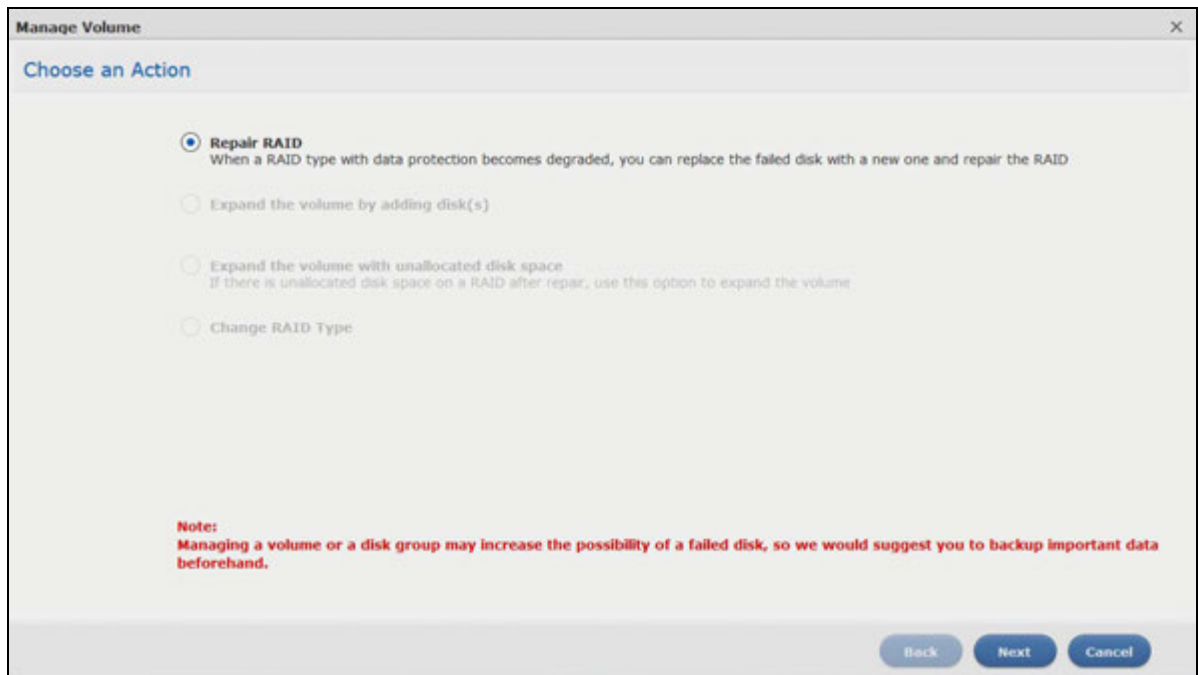 Manage Volume
Choose an Action
Repair RAID
When a RAID type with data protection becomes degraded, you can replace the failed disk with a new one and repair the RAID
Expand the volume by adding disk(s)
Expand the volume with unallocated disk space
If there is unallocated disk space on a RAID after repair, use this option to expand the volume
Change RAID Type
Note:
Managing a volume or a disk group may increase the possibility of a failed disk, so we would suggest you to backup important data
beforehand.
Back Next Cancel